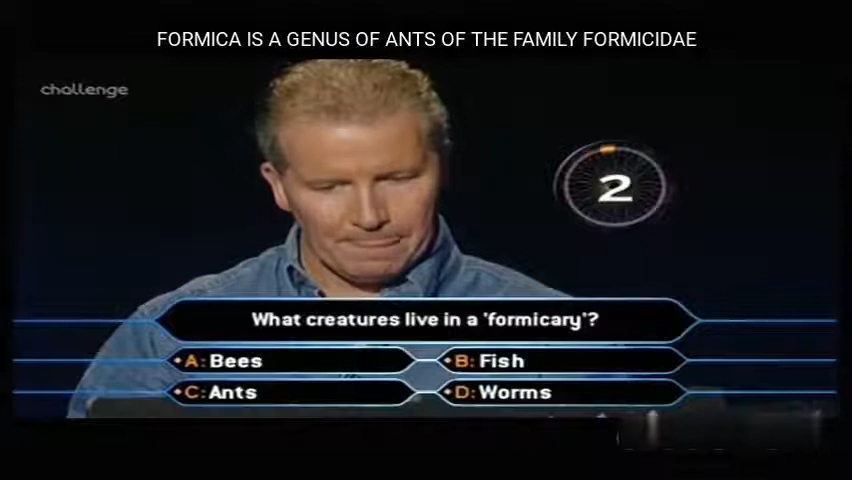 FORMICA IS A GENUS OF ANTS OF THE FAMILY FORMICIDAE
challenge
2
What creatures live in a 'formicary'?
A: Bees
B: Fish
C: Ants
D: Worms